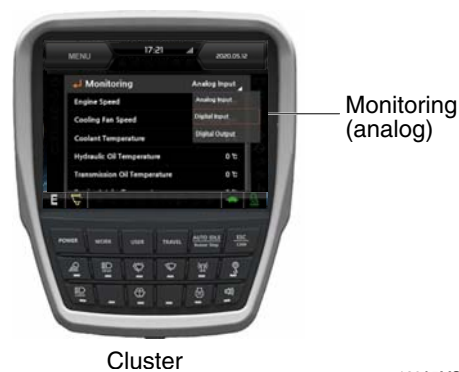 MENU
17:21
2020.05.12
Monitoring
Analog Input
Engine Speed
Analog Input
Cooling Fan Speed
Digital Input
Coolant Temperature
Digital Output
Hydraulic Oil Temperature 0 ℃
Transmission Oil Temperature 0 ℃
E
POWER WORK USER TRAVEL AUTO IDLE ESC
CAM
Monitoring
(analog)
Cluster